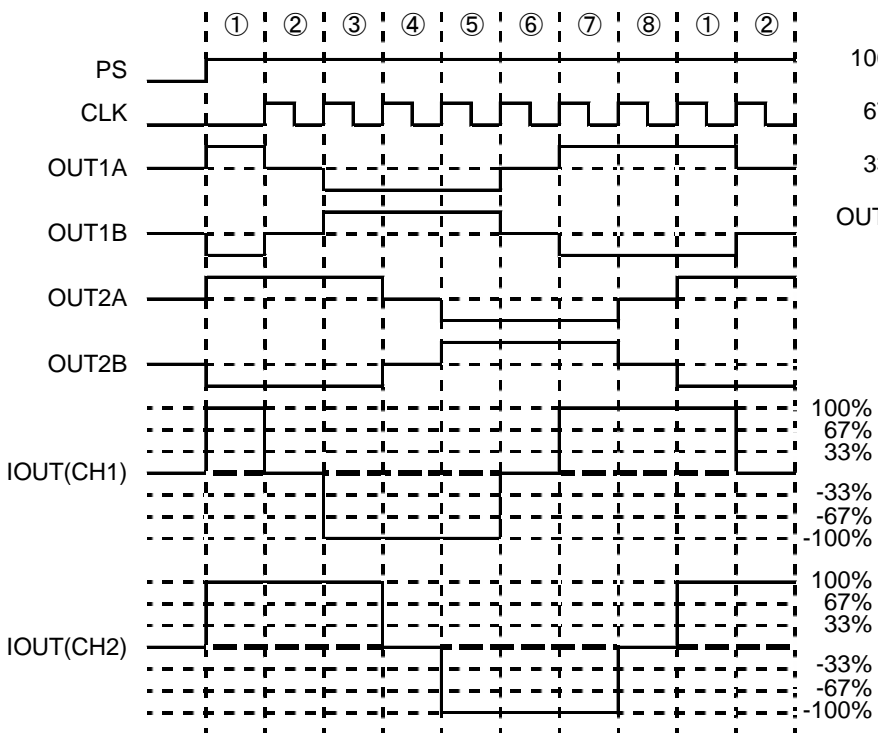 ① ② ③ ④ ⑤ ⑥ ⑦ ⑧ ① ②
PS
CLK
OUT1A
OUT1B
OUT2A
OUT2B
IOUT(CH1)
100%
67%
33%
-33%
-67%
-100%
IOUT(CH2)
100%
67%
33%
-33%
-67%
-100%
OUT